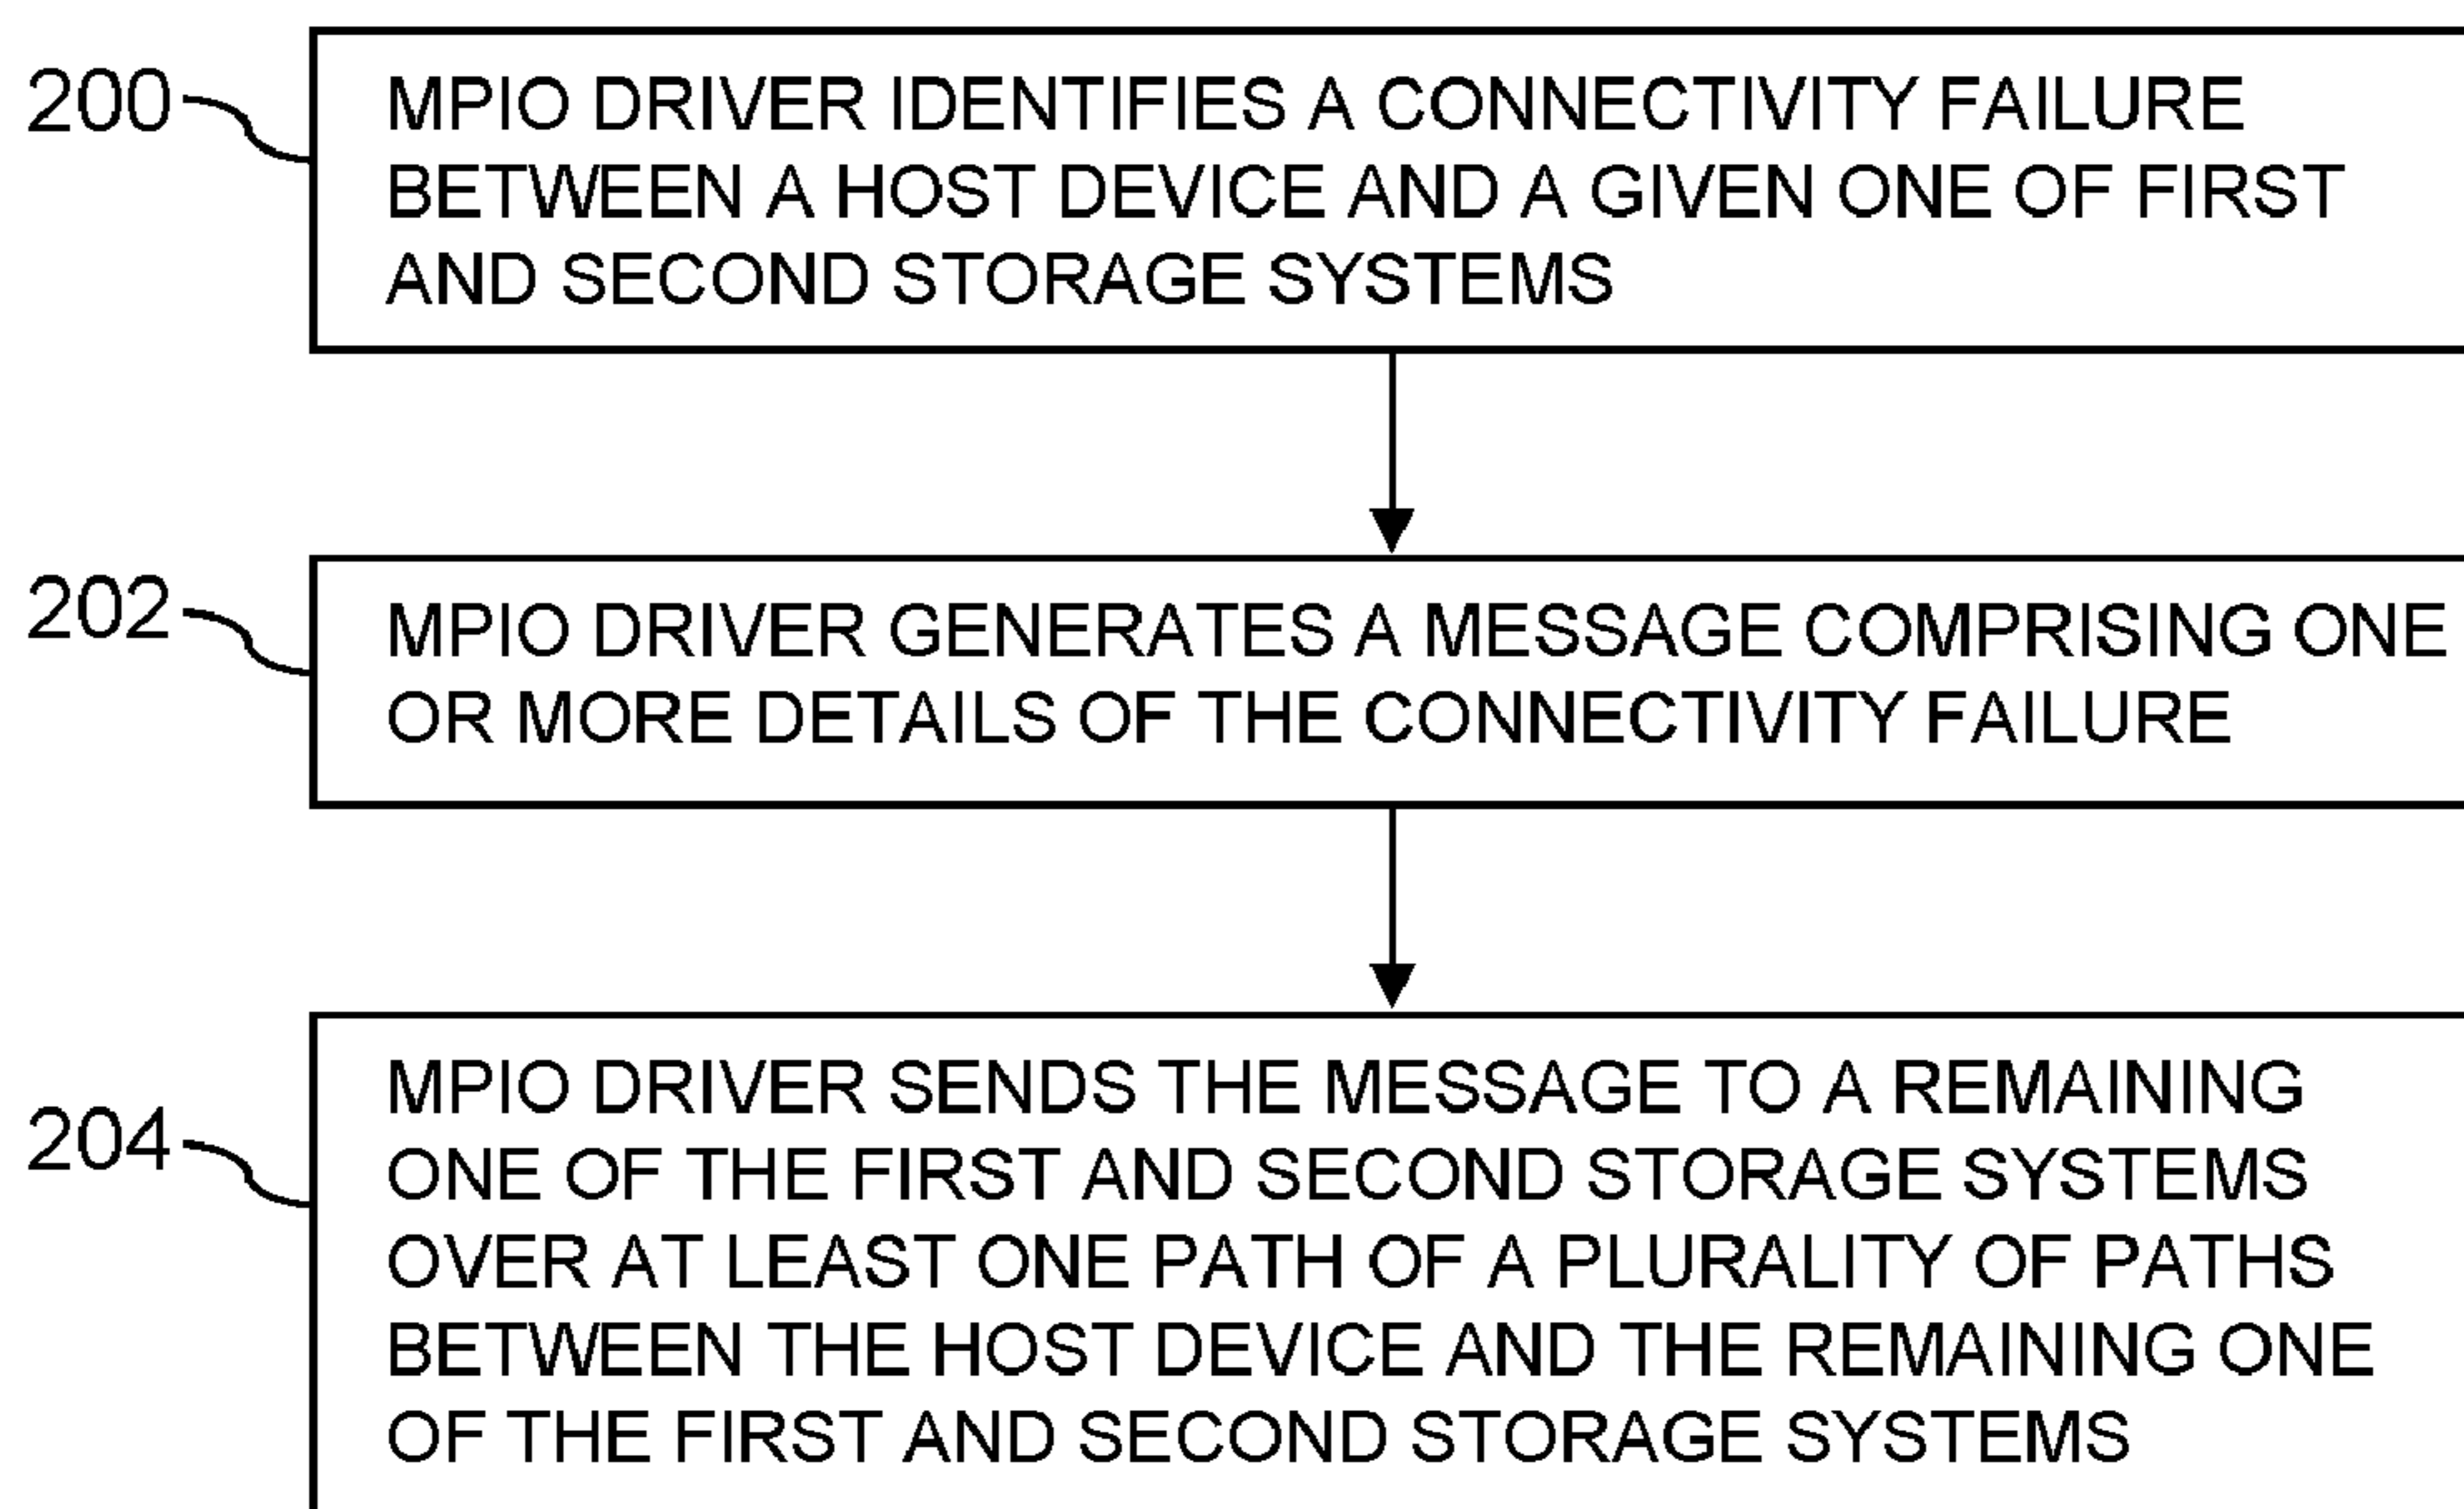 200
MPIO DRIVER IDENTIFIES A CONNECTIVITY FAILURE
BETWEEN A HOST DEVICE AND A GIVEN ONE OF FIRST
AND SECOND STORAGE SYSTEMS
202
MPIO DRIVER GENERATES A MESSAGE COMPRISING ONE
OR MORE DETAILS OF THE CONNECTIVITY FAILURE
204
MPIO DRIVER SENDS THE MESSAGE TO A REMAINING
ONE OF THE FIRST AND SECOND STORAGE SYSTEMS
OVER AT LEAST ONE PATH OF A PLURALITY OF PATHS
BETWEEN THE HOST DEVICE AND THE REMAINING ONE
OF THE FIRST AND SECOND STORAGE SYSTEMS